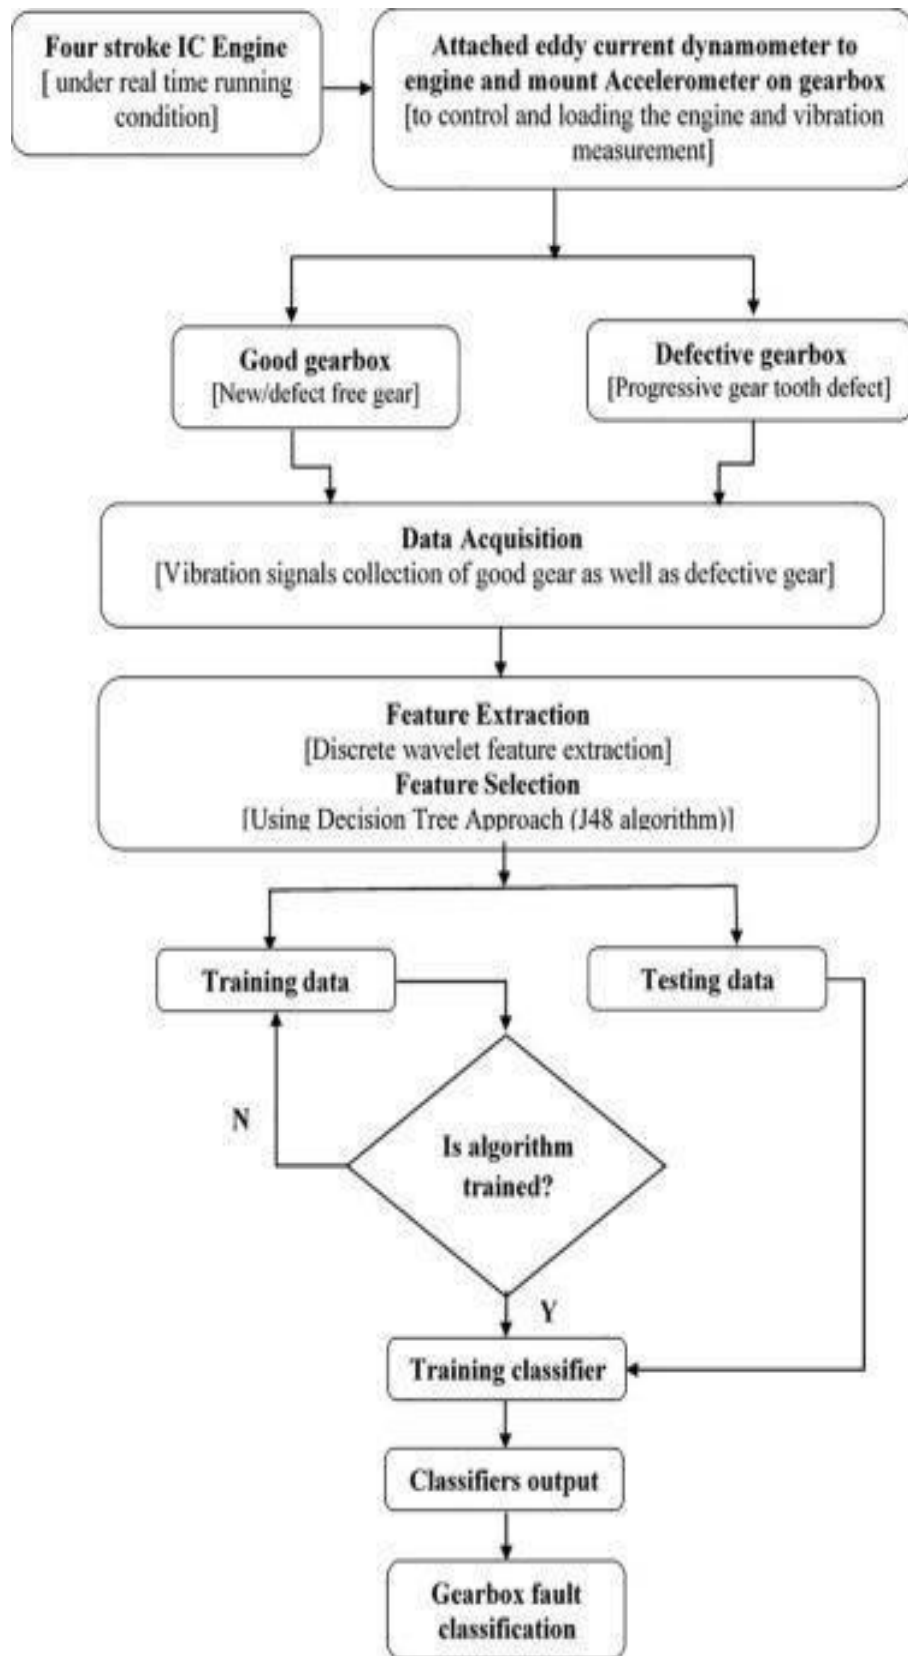 Four stroke IC Engine
[ under real time running
condition]
Attached eddy current dynamometer to
engine and mount Accelerometer on gearbox
[to control and loading the engine and vibration
measurement]
Good gearbox
[New/defect free gear]
Defective gearbox
[Progressive gear tooth defect]
Data Acquisition
[Vibration signals collection of good gear as well as defective gear]
Feature Extraction
[Discrete wavelet feature extraction]
Feature Selection
[Using Decision Tree Approach (J48 algorithm)]
Training data
Testing data
N
Is algorithm
trained?
Y
Training classifier
Classifiers output
Gearbox fault
classification